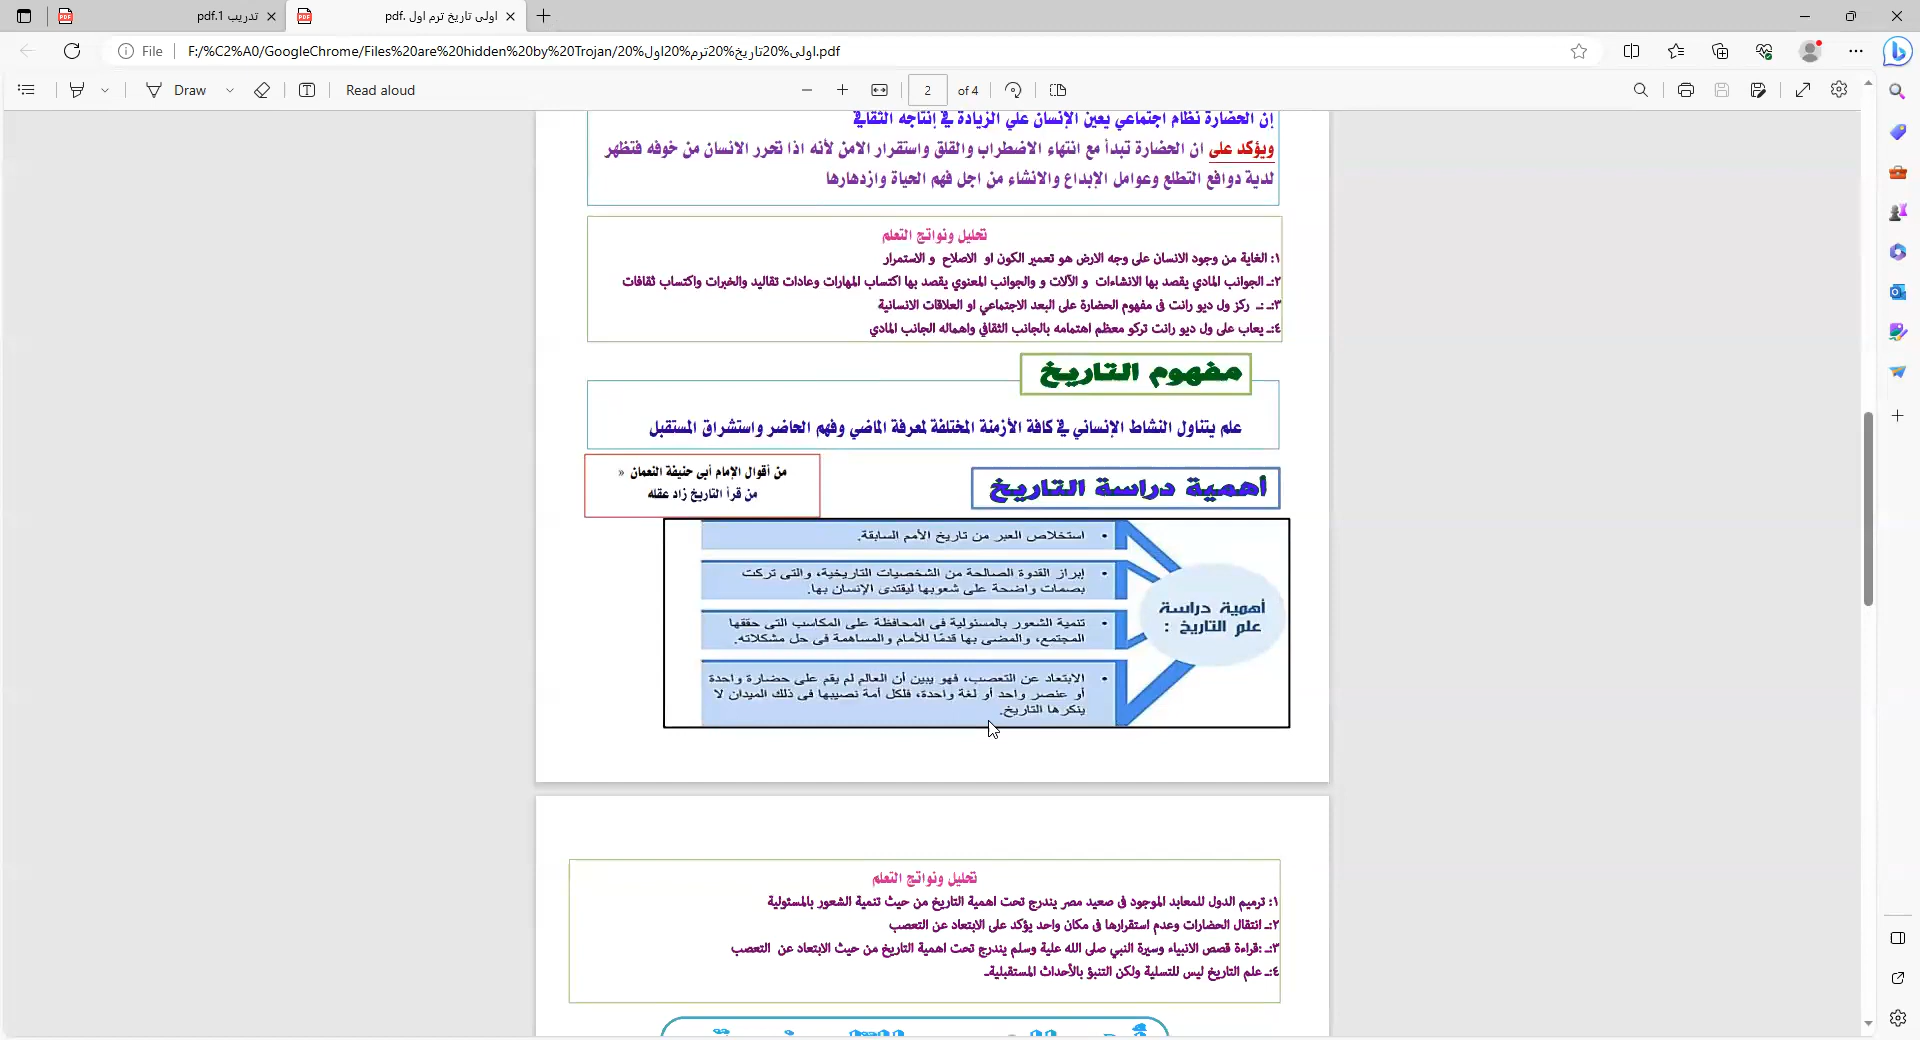 تدريب 1.pdf
اولى تاريخ ترم اول .pdf
File
F:/%C2%A0/GoogleChrome/Files%20are%20hidden%20by%20Trojan/20%اولى%20تاريخ%20ترم%20اول.pdf
Draw
Read aloud
2
of 4
إن الحضارة نظام اجتماعي يعين الإنسان علي الزيادة في إنتاجه الثقافي
ويؤكد على ان الحضارة تبدأ مع انتهاء الاضطراب والقلق واستقرار الامن لأنه اذا تحرر الانسان من خوفه فتظهر
لدية دوافع التطلع وعوامل الإبداع والانشاء من اجل فهم الحياة وازدهارها
تحليل ونواتج التعلم
١: الغاية من وجود الانسان على وجه الارض هو تعمير الكون او الاصلاح و الاستمرار
٢:ـ الجوانب المادي يقصد بها الانشاءات و الآلات و والجوانب المعنوي يقصد بها اكتساب المهارات وعادات تقاليد والخبرات واكتساب ثقافات
٣:ـ :ـ ركز ول ديو رانت فى مفهوم الحضارة على البعد الاجتماعي او العلاقات الانسانية
٤:ـ يعاب على ول ديو رانت تركو معظم اهتمامه بالجانب الثقافي واهماله الجانب المادي
مفهوم التاريخ
علم يتناول النشاط الإنساني في كافة الأزمنة المختلفة لمعرفة الماضي وفهم الحاضر واستشراق المستقبل
من أقوال الإمام أبى حنيفة النعمان «
من قرأ التاريخ زاد عقله
أهمية دراسة التاريخ
أهمية دراسة
علم التاريخ :
• استخلاص العبر من تاريخ الأمم السابقة.
• إبراز القدوة الصالحة من الشخصيات التاريخية، والتى تركت
بصمات واضحة على شعوبها ليقتدى الإنسان بها.
• تنمية الشعور بالمسئولية فى المحافظة على المكاسب التى حققها
المجتمع، والمضى بها قدمًا للأمام والمساهمة فى حل مشكلاته.
• الابتعاد عن التعصب، فهو يبين أن العالم لم يقم على حضارة واحدة
أو عنصر واحد أو لغة واحدة، فلكل أمة نصيبها فى ذلك الميدان لا
ينكرها التاريخ.
تحليل ونواتج التعلم
١: ترميم الدول للمعابد الموجود فى صعيد مصر يندرج تحت اهمية التاريخ من حيث تنمية الشعور بالمسئولية
٢:ـ انتقال الحضارات وعدم استقرارها فى مكان واحد يؤكد على الابتعاد عن التعصب
٣:ـ :قراءة قصص الانبياء وسيرة النبي صلى الله علية وسلم يندرج تحت اهمية التاريخ من حيث الابتعاد عن التعصب
٤:ـ علم التاريخ ليس للتسلية ولكن التنبؤ بالأحداث المستقبلية